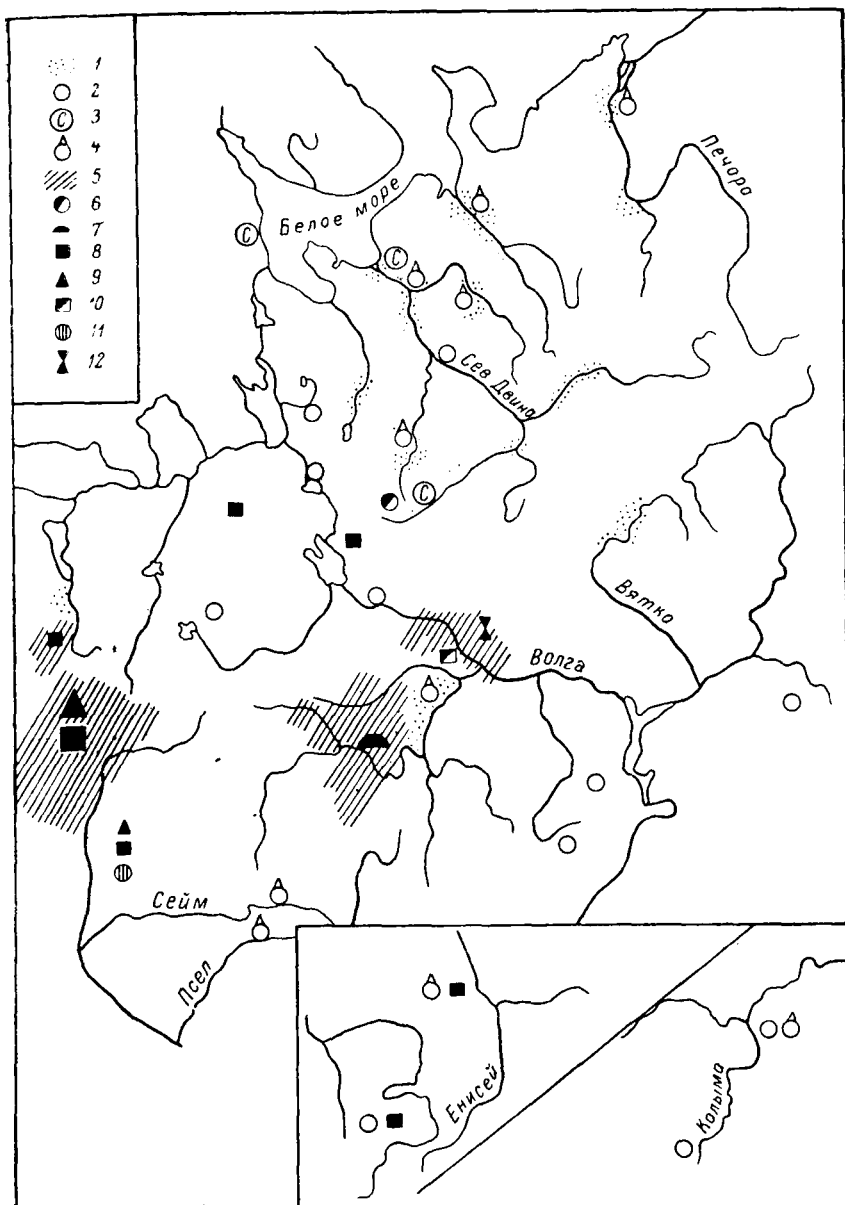 1
2
С 3
4
5
6
7
8
9
10
11
12
Печора
Белое море
С
С
Сев Двина
С
Вятка
Волга
Сейм
Псел
Енисей
Колыма